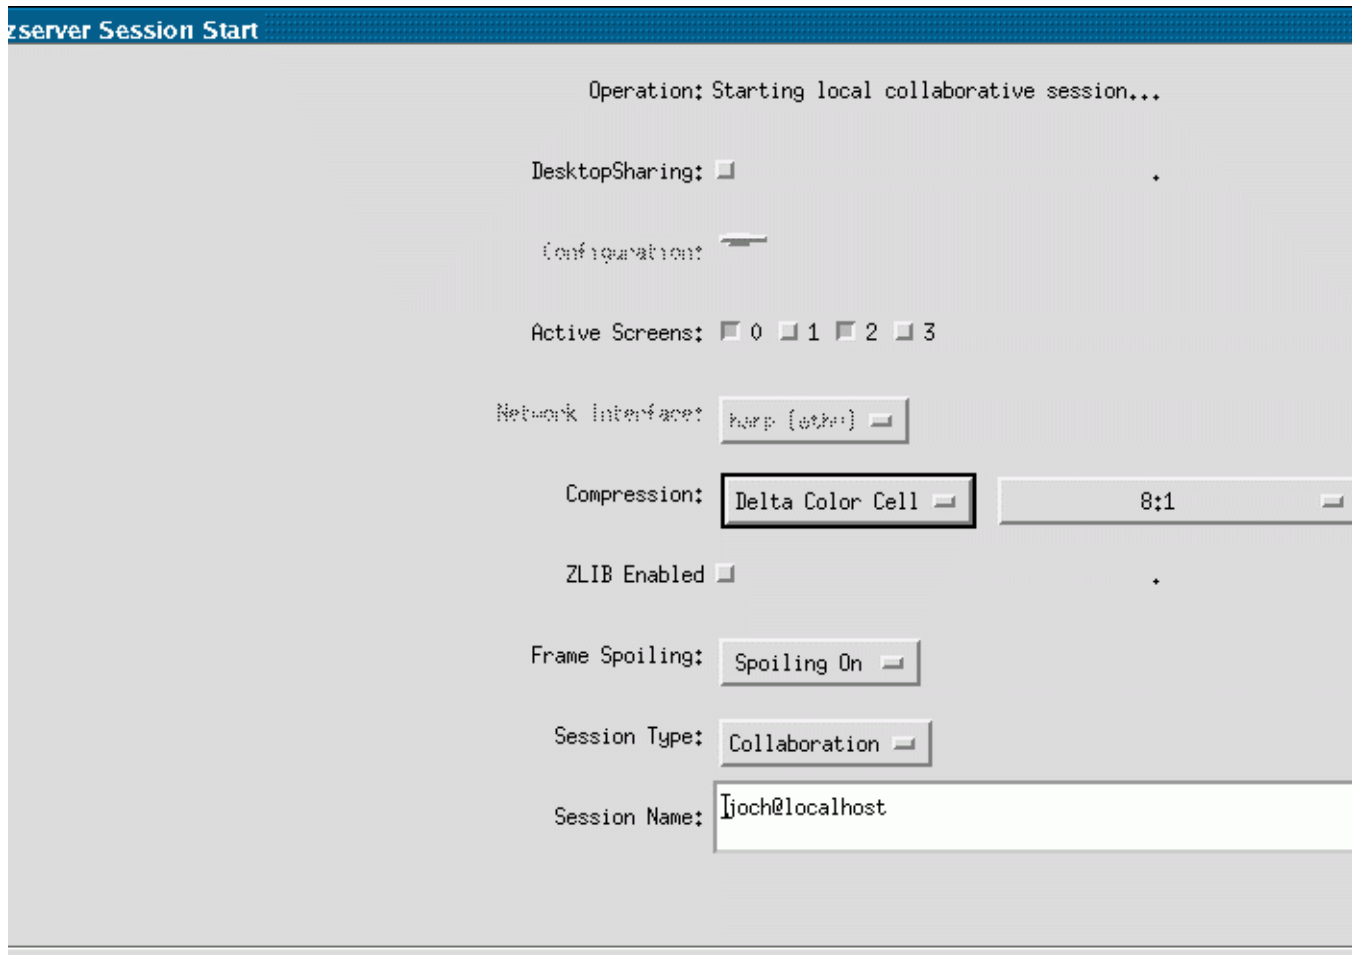 zserver Session Start
Operation: Starting local collaborative session...
DesktopSharing: .
Configuration:
Active Screens: 0 1 2 3
Network Interface:
Compression: Delta Color Cell 8:1
ZLIB Enabled .
Frame Spoiling: Spoiling On
Session Type: Collaboration
Session Name: joch@localhost